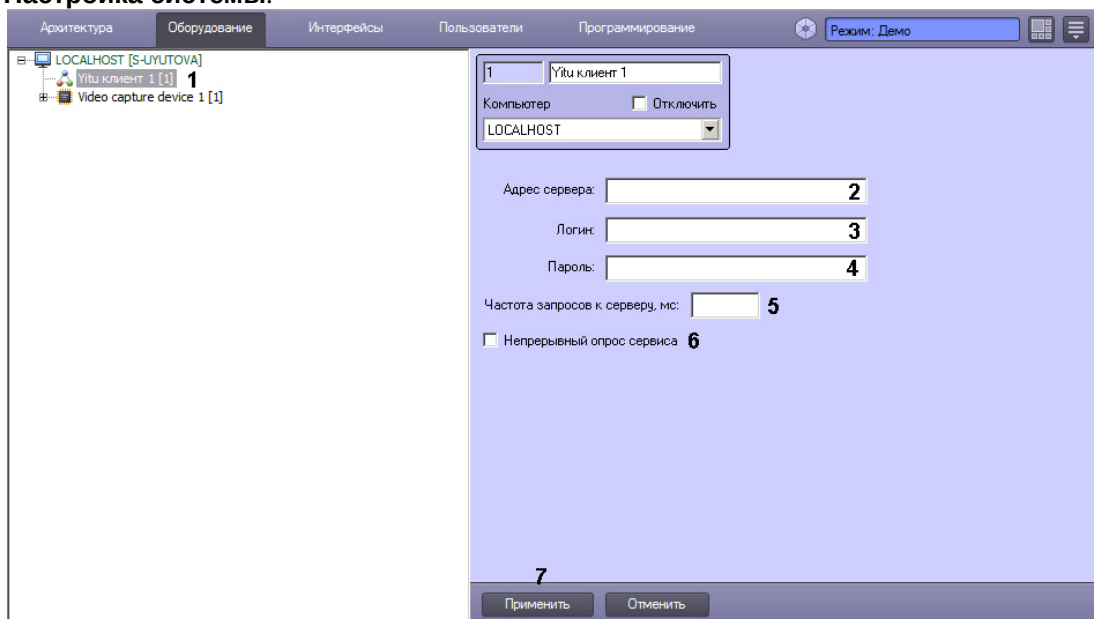 Настройка системы.
Архитектура Оборудование Интерфейсы Пользователи Программирование Режим: Демо
LOCALHOST [S-UYUTOVA]
Yitu клиент 1 [1] 1
Video capture device 1 [1]
1 Yitu клиент 1
Компьютер Отключить
LOCALHOST
Адрес сервера: 2
Логин: 3
Пароль: 4
Частота запросов к серверу, мс: 5
Непрерывный опрос сервиса 6
7
Применить Отменить